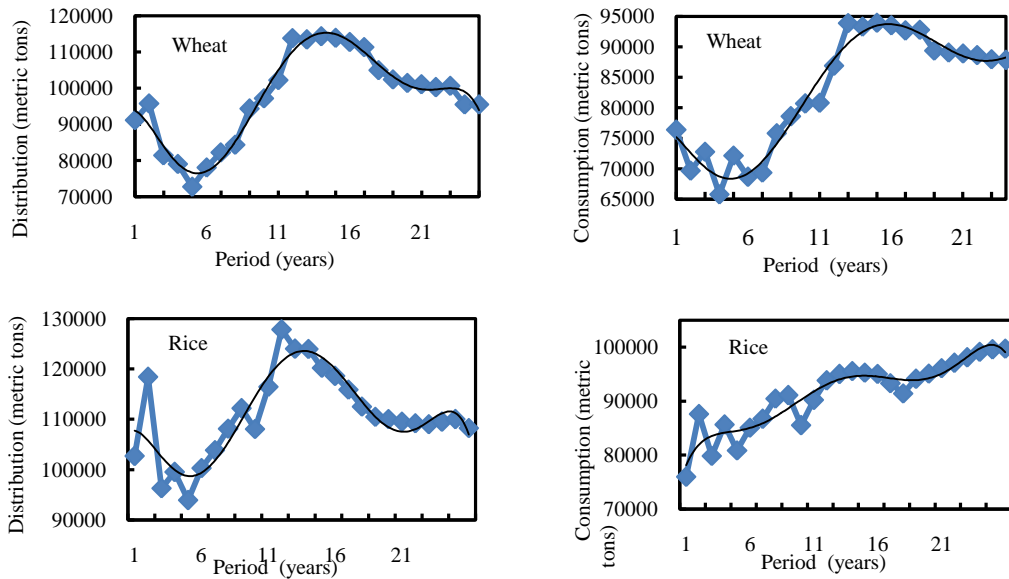 Distribution (metric tons)
120000
110000
100000
90000
80000
70000
Wheat
1 6 11 16 21
Period (years)
Consumption (metric tons)
95000
90000
85000
80000
75000
70000
65000
Wheat
1 6 11 16 21
Period (years)
Distribution (metric tons)
130000
120000
110000
100000
90000
Rice
1 6 11 16 21
Period (years)
Consumption (metric
tons)
100000
90000
80000
70000
Rice
1 6 11 16 21
Period (years)